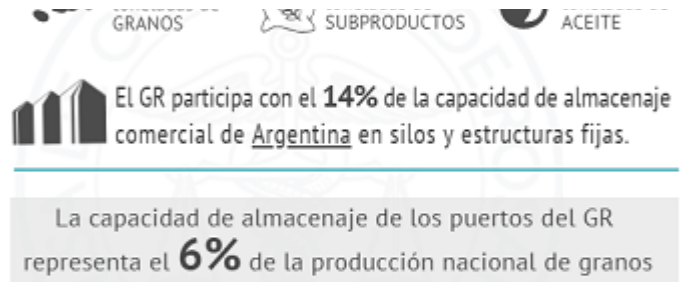 GRANOS SUBPRODUCTOS ACEITE
El GR participa con el 14% de la capacidad de almacenaje
comercial de Argentina en silos y estructuras fijas.
La capacidad de almacenaje de los puertos del GR
representa el 6% de la producción nacional de granos